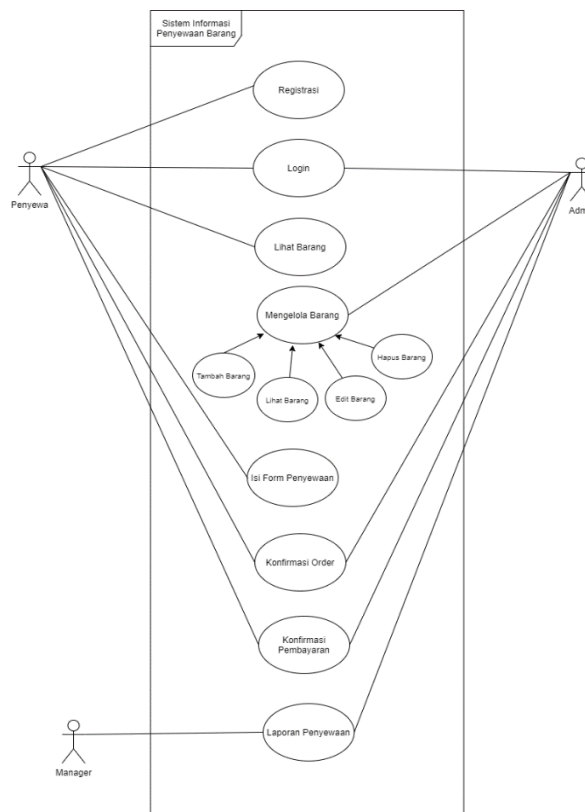 Sistem Informasi
Penyewaan Barang
Registrasi
Login
Penyewa
Adm
Lihat Barang
Mengelola Barang
Hapus Barang
Tambah Barang
Lihat Barang
Edit Barang
Isi Form Penyewaan
Konfirmasi Order
Konfirmasi
Pembayaran
Laporan Penyewaan
Manager